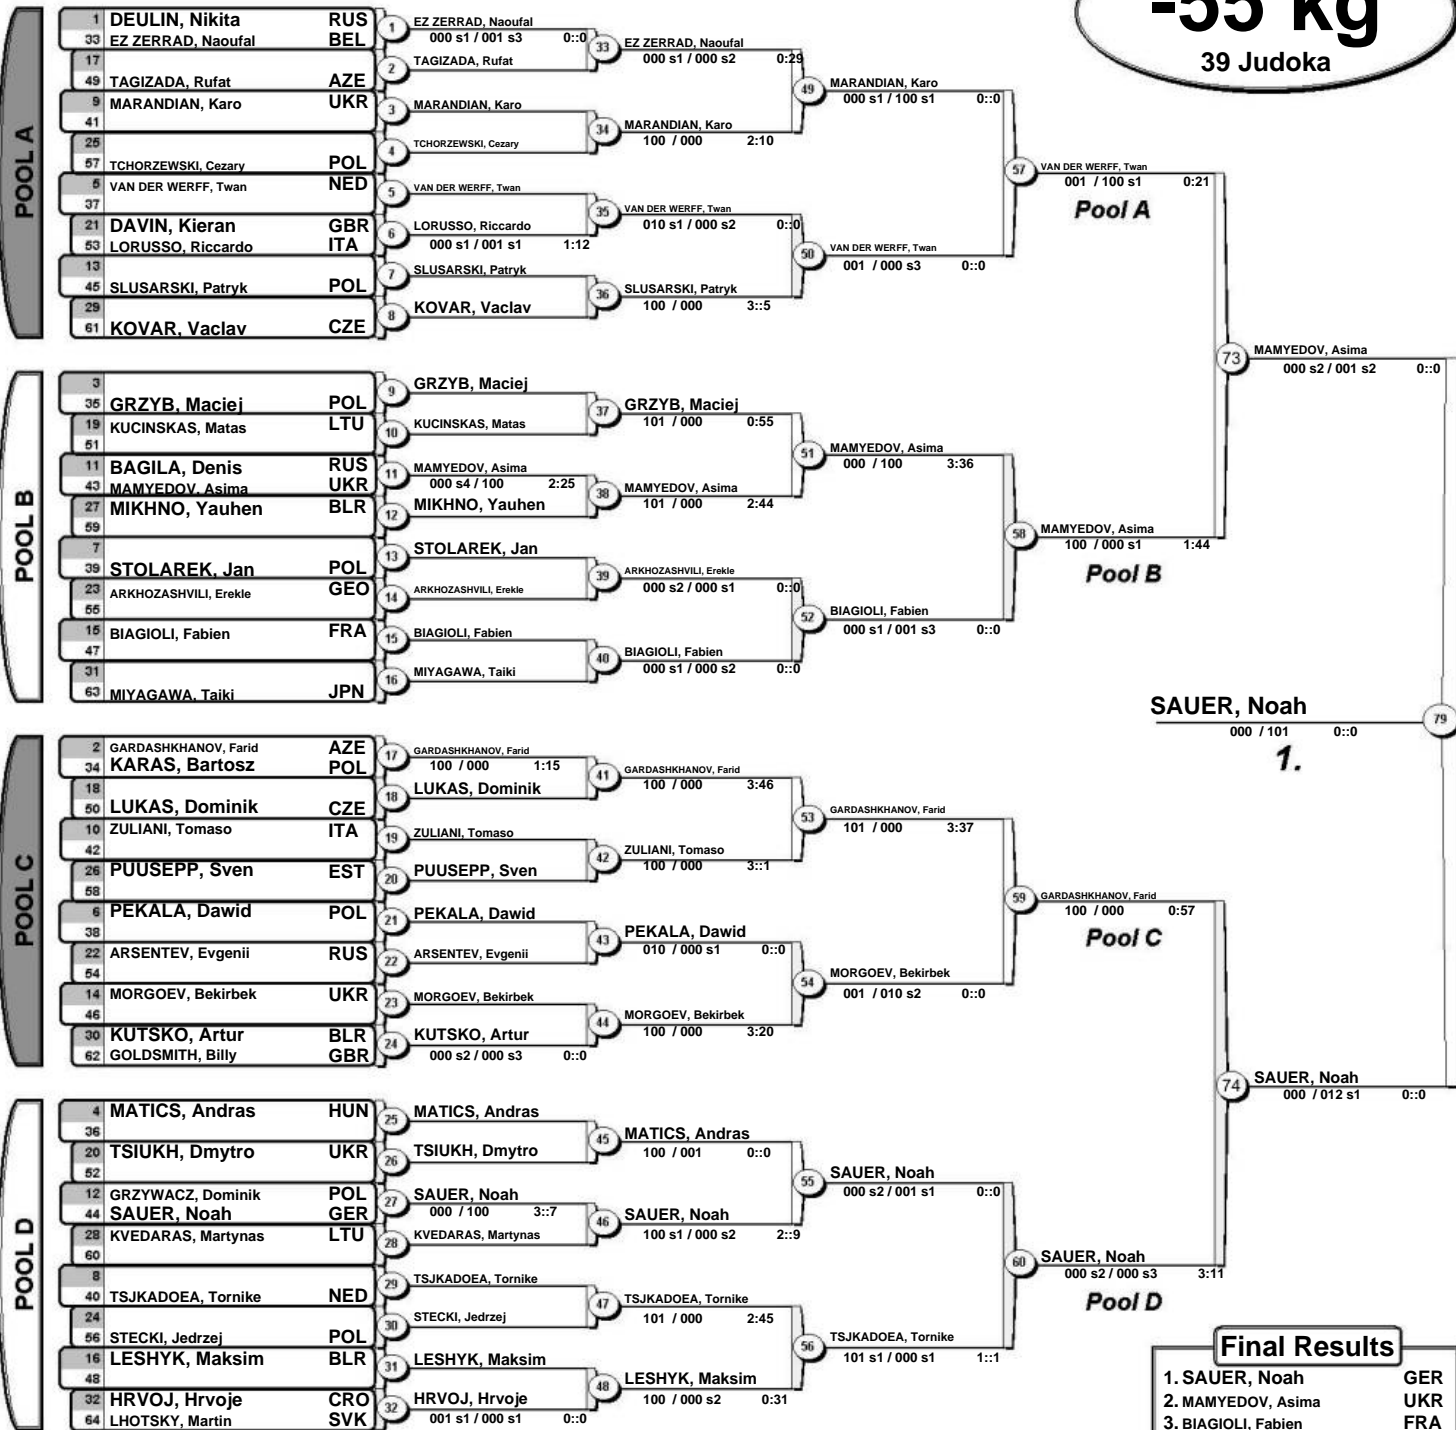 -55 kg
39 Judoka
POOL A
1 DEULIN, Nikita RUS
33 EZ ZERRAD, Naoufal BEL
17
49 TAGIZADA, Rufat AZE
9 MARANDIAN, Karo UKR
41
25
57 TCHORZEWSKI, Cezary POL
5 VAN DER WERFF, Twan NED
37
21 DAVIN, Kieran GBR
53 LORUSSO, Riccardo ITA
13
45 SLUSARSKI, Patryk POL
29
61 KOVAR, Vaclav CZE
1 EZ ZERRAD, Naoufal
000 s1 / 001 s3 0::0
2 TAGIZADA, Rufat
3 MARANDIAN, Karo
4 TCHORZEWSKI, Cezary
5 VAN DER WERFF, Twan
6 LORUSSO, Riccardo
000 s1 / 001 s1 1:12
7 SLUSARSKI, Patryk
8 KOVAR, Vaclav
33 EZ ZERRAD, Naoufal
000 s1 / 000 s2 0:29
34 MARANDIAN, Karo
100 / 000 2:10
35 VAN DER WERFF, Twan
010 s1 / 000 s2 0::0
36 SLUSARSKI, Patryk
100 / 000 3::5
49 MARANDIAN, Karo
000 s1 / 100 s1 0::0
50 VAN DER WERFF, Twan
001 / 000 s3 0::0
57 VAN DER WERFF, Twan
001 / 100 s1 0:21
Pool A
POOL B
3
35 GRZYB, Maciej POL
19 KUCINSKAS, Matas LTU
51
11 BAGILA, Denis RUS
43 MAMYEDOV, Asima UKR
27 MIKHNO, Yauhen BLR
59
7
39 STOLAREK, Jan POL
23 ARKHOZASHVILI, Erekle GEO
55
15 BIAGIOLI, Fabien FRA
47
31
63 MIYAGAWA, Taiki JPN
9 GRZYB, Maciej
10 KUCINSKAS, Matas
11 MAMYEDOV, Asima
000 s4 / 100 2:25
12 MIKHNO, Yauhen
13 STOLAREK, Jan
14 ARKHOZASHVILI, Erekle
15 BIAGIOLI, Fabien
16 MIYAGAWA, Taiki
37 GRZYB, Maciej
101 / 000 0:55
38 MAMYEDOV, Asima
101 / 000 2:44
39 ARKHOZASHVILI, Erekle
000 s2 / 000 s1 0::0
40 BIAGIOLI, Fabien
000 s1 / 000 s2 0::0
51 MAMYEDOV, Asima
000 / 100 3:36
52 BIAGIOLI, Fabien
000 s1 / 001 s3 0::0
58 MAMYEDOV, Asima
100 / 000 s1 1:44
Pool B
73 MAMYEDOV, Asima
000 s2 / 001 s2 0::0
SAUER, Noah 79
000 / 101 0::0
1.
POOL C
2 GARDASHKHANOV, Farid AZE
34 KARAS, Bartosz POL
18
50 LUKAS, Dominik CZE
10 ZULIANI, Tomaso ITA
42
26 PUUSEPP, Sven EST
58
6 PEKALA, Dawid POL
38
22 ARSENTEV, Evgenii RUS
54
14 MORGOEV, Bekirbek UKR
46
30 KUTSKO, Artur BLR
62 GOLDSMITH, Billy GBR
17 GARDASHKHANOV, Farid
100 / 000 1:15
18 LUKAS, Dominik
19 ZULIANI, Tomaso
20 PUUSEPP, Sven
21 PEKALA, Dawid
22 ARSENTEV, Evgenii
23 MORGOEV, Bekirbek
24 KUTSKO, Artur
000 s2 / 000 s3 0::0
41 GARDASHKHANOV, Farid
100 / 000 3:46
42 ZULIANI, Tomaso
100 / 000 3::1
43 PEKALA, Dawid
010 / 000 s1 0::0
44 MORGOEV, Bekirbek
100 / 000 3:20
53 GARDASHKHANOV, Farid
101 / 000 3:37
54 MORGOEV, Bekirbek
001 / 010 s2 0::0
59 GARDASHKHANOV, Farid
100 / 000 0:57
Pool C
74 SAUER, Noah
000 / 012 s1 0::0
POOL D
4 MATICS, Andras HUN
36
20 TSIUKH, Dmytro UKR
52
12 GRZYWACZ, Dominik POL
44 SAUER, Noah GER
28 KVEDARAS, Martynas LTU
60
8
40 TSJKADOEA, Tornike NED
24
56 STECKI, Jedrzej POL
16 LESHYK, Maksim BLR
48
32 HRVOJ, Hrvoje CRO
64 LHOTSKY, Martin SVK
25 MATICS, Andras
26 TSIUKH, Dmytro
27 SAUER, Noah
000 / 100 3::7
28 KVEDARAS, Martynas
29 TSJKADOEA, Tornike
30 STECKI, Jedrzej
31 LESHYK, Maksim
32 HRVOJ, Hrvoje
001 s1 / 000 s1 0::0
45 MATICS, Andras
100 / 001 0::0
46 SAUER, Noah
100 s1 / 000 s2 2::9
47 TSJKADOEA, Tornike
101 / 000 2:45
48 LESHYK, Maksim
100 / 000 s2 0:31
55 SAUER, Noah
000 s2 / 001 s1 0::0
56 TSJKADOEA, Tornike
101 s1 / 000 s1 1::1
60 SAUER, Noah
000 s2 / 000 s3 3:11
Pool D
Final Results
1. SAUER, Noah GER
2. MAMYEDOV, Asima UKR
3. BIAGIOLI, Fabien FRA